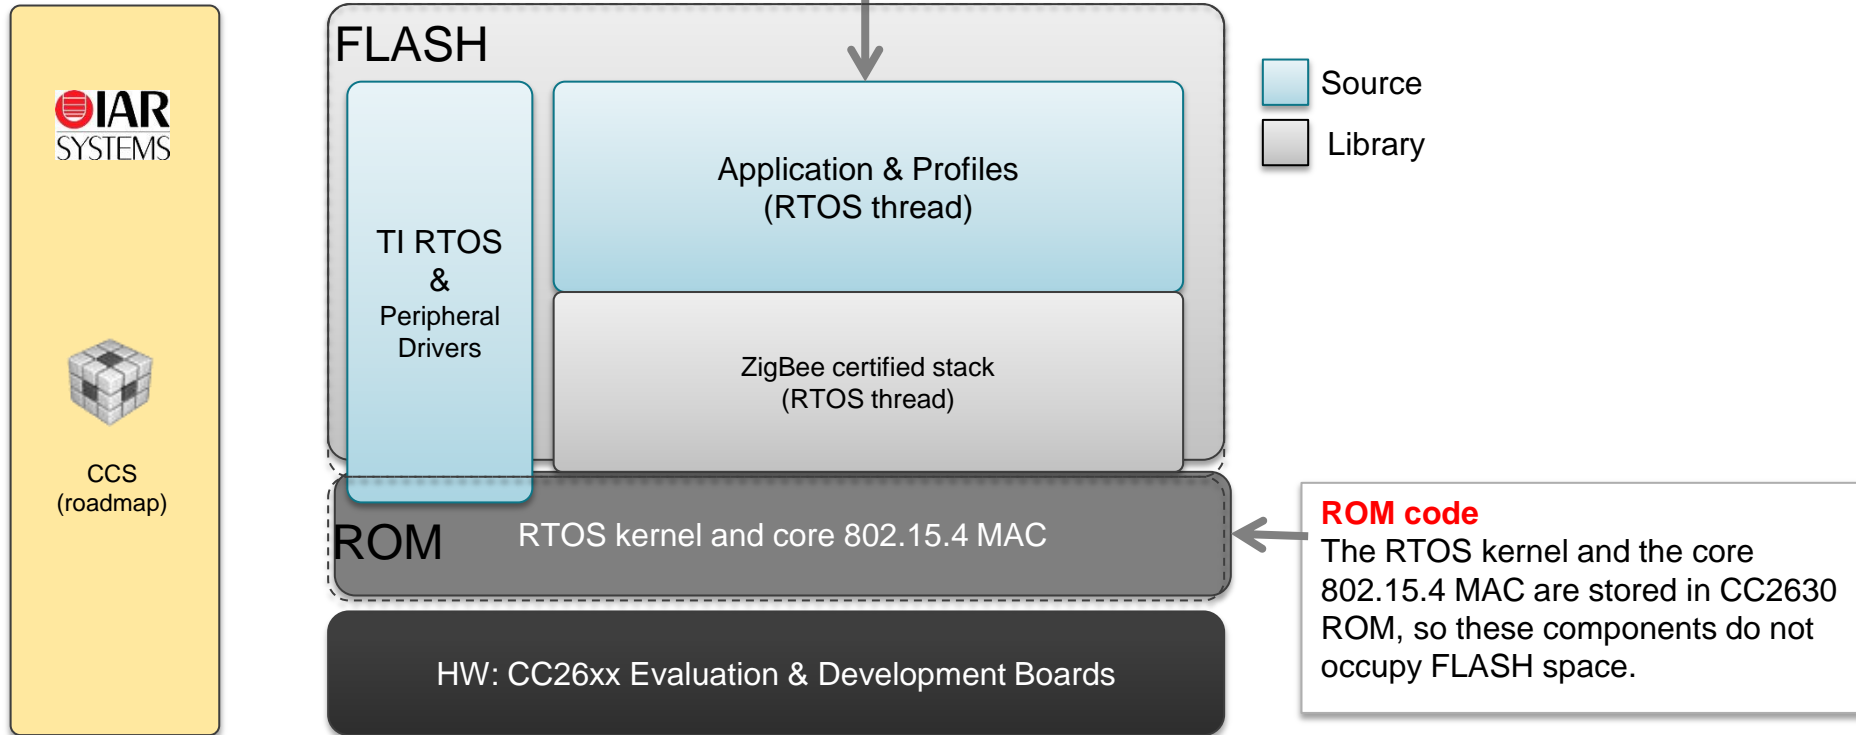 IAR
SYSTEMS
CCS
(roadmap)
FLASH
TI RTOS
&
Peripheral
Drivers
Application & Profiles
(RTOS thread)
ZigBee certified stack
(RTOS thread)
ROM
RTOS kernel and core 802.15.4 MAC
HW: CC26xx Evaluation & Development Boards
Source
Library
ROM code
The RTOS kernel and the core
802.15.4 MAC are stored in CC2630
ROM, so these components do not
occupy FLASH space.